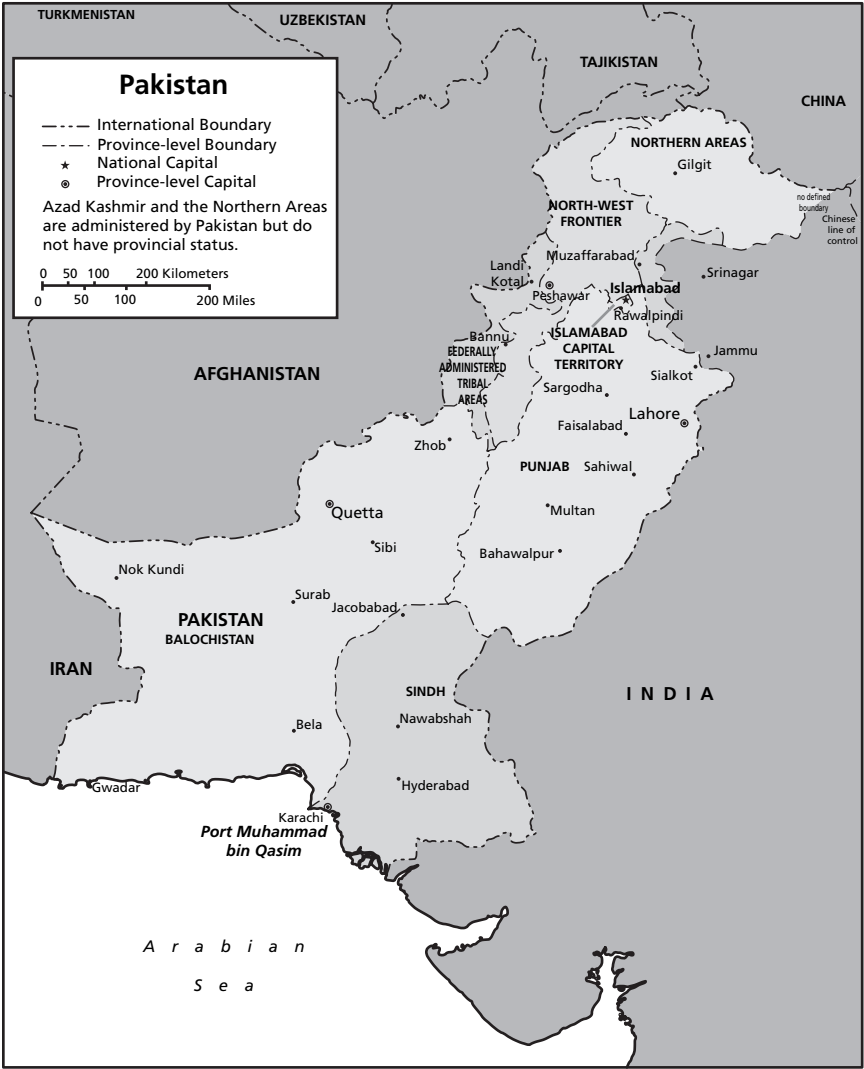 TURKMENISTAN
UZBEKISTAN
TAJIKISTAN
CHINA
Pakistan
International Boundary
Province-level Boundary
National Capital
Province-level Capital
Azad Kashmir and the Northern Areas
are administered by Pakistan but do
not have provincial status.
0 50 100 200 Kilometers
0 50 100 200 Miles
NORTHERN AREAS
Gilgit
no defined
boundary
Chinese
line of
control
NORTH-WEST
FRONTIER
Muzaffarabad
Srinagar
Landi
Kotal
Peshawar
Islamabad
Rawalpindi
Bannu
ISLAMABAD
CAPITAL
TERRITORY
FEDERALLY
ADMINISTERED
TRIBAL
AREAS
Jammu
Sialkot
AFGHANISTAN
Sargodha
Lahore
Faisalabad
Zhob
PUNJAB
Sahiwal
Quetta
Multan
Sibi
Bahawalpur
Nok Kundi
Surab
Jacobabad
PAKISTAN
BALOCHISTAN
IRAN
SINDH
INDIA
Nawabshah
Bela
Hyderabad
Gwadar
Karachi
Port Muhammad
bin Qasim
Arabian
Sea